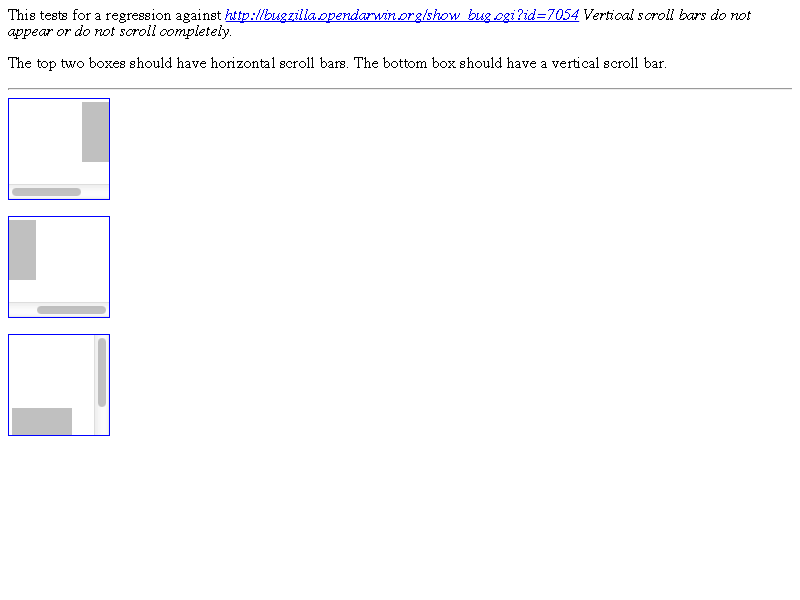 This tests for a regression against http://bugzilla.opendarwin.org/show_bug.cgi?id=7054 Vertical scroll bars do not
appear or do not scroll completely.
The top two boxes should have horizontal scroll bars. The bottom box should have a vertical scroll bar.